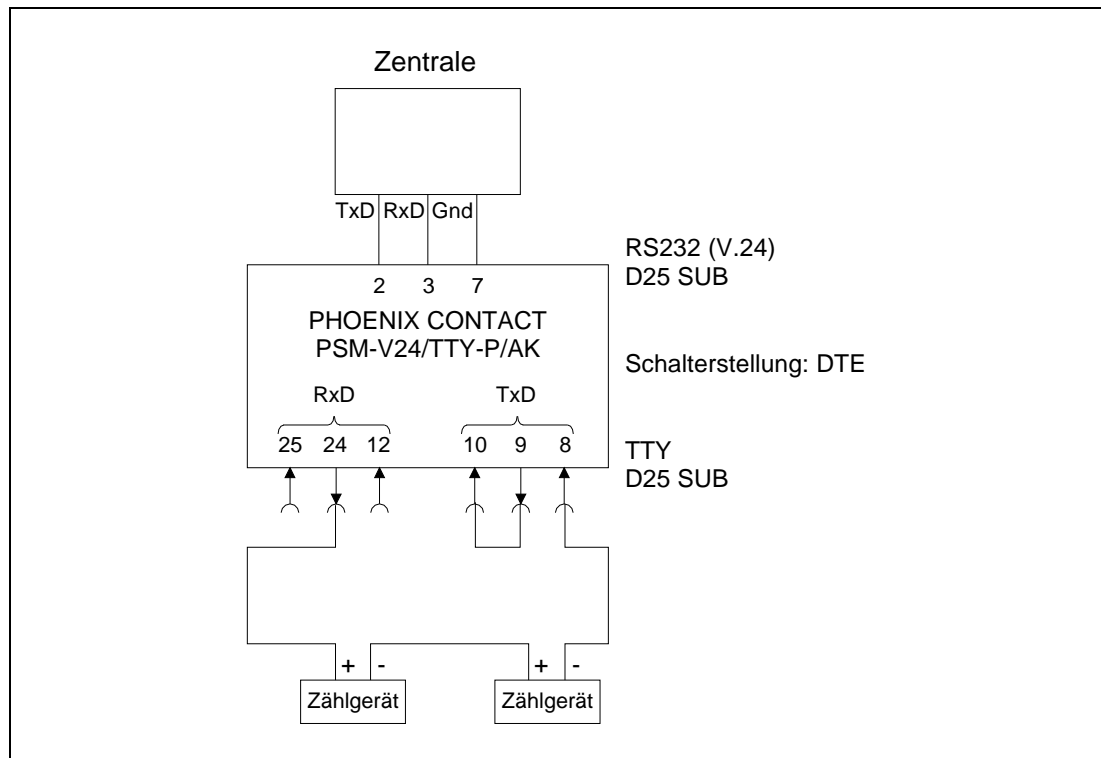 Zentrale
TxD RxD Gnd
RS232 (V.24)
D25 SUB
2 3 7
PHOENIX CONTACT
PSM-V24/TTY-P/AK
Schalterstellung: DTE
RxD TxD
25 24 12 10 9 8
TTY
D25 SUB
+ - + -
Zählgerät Zählgerät